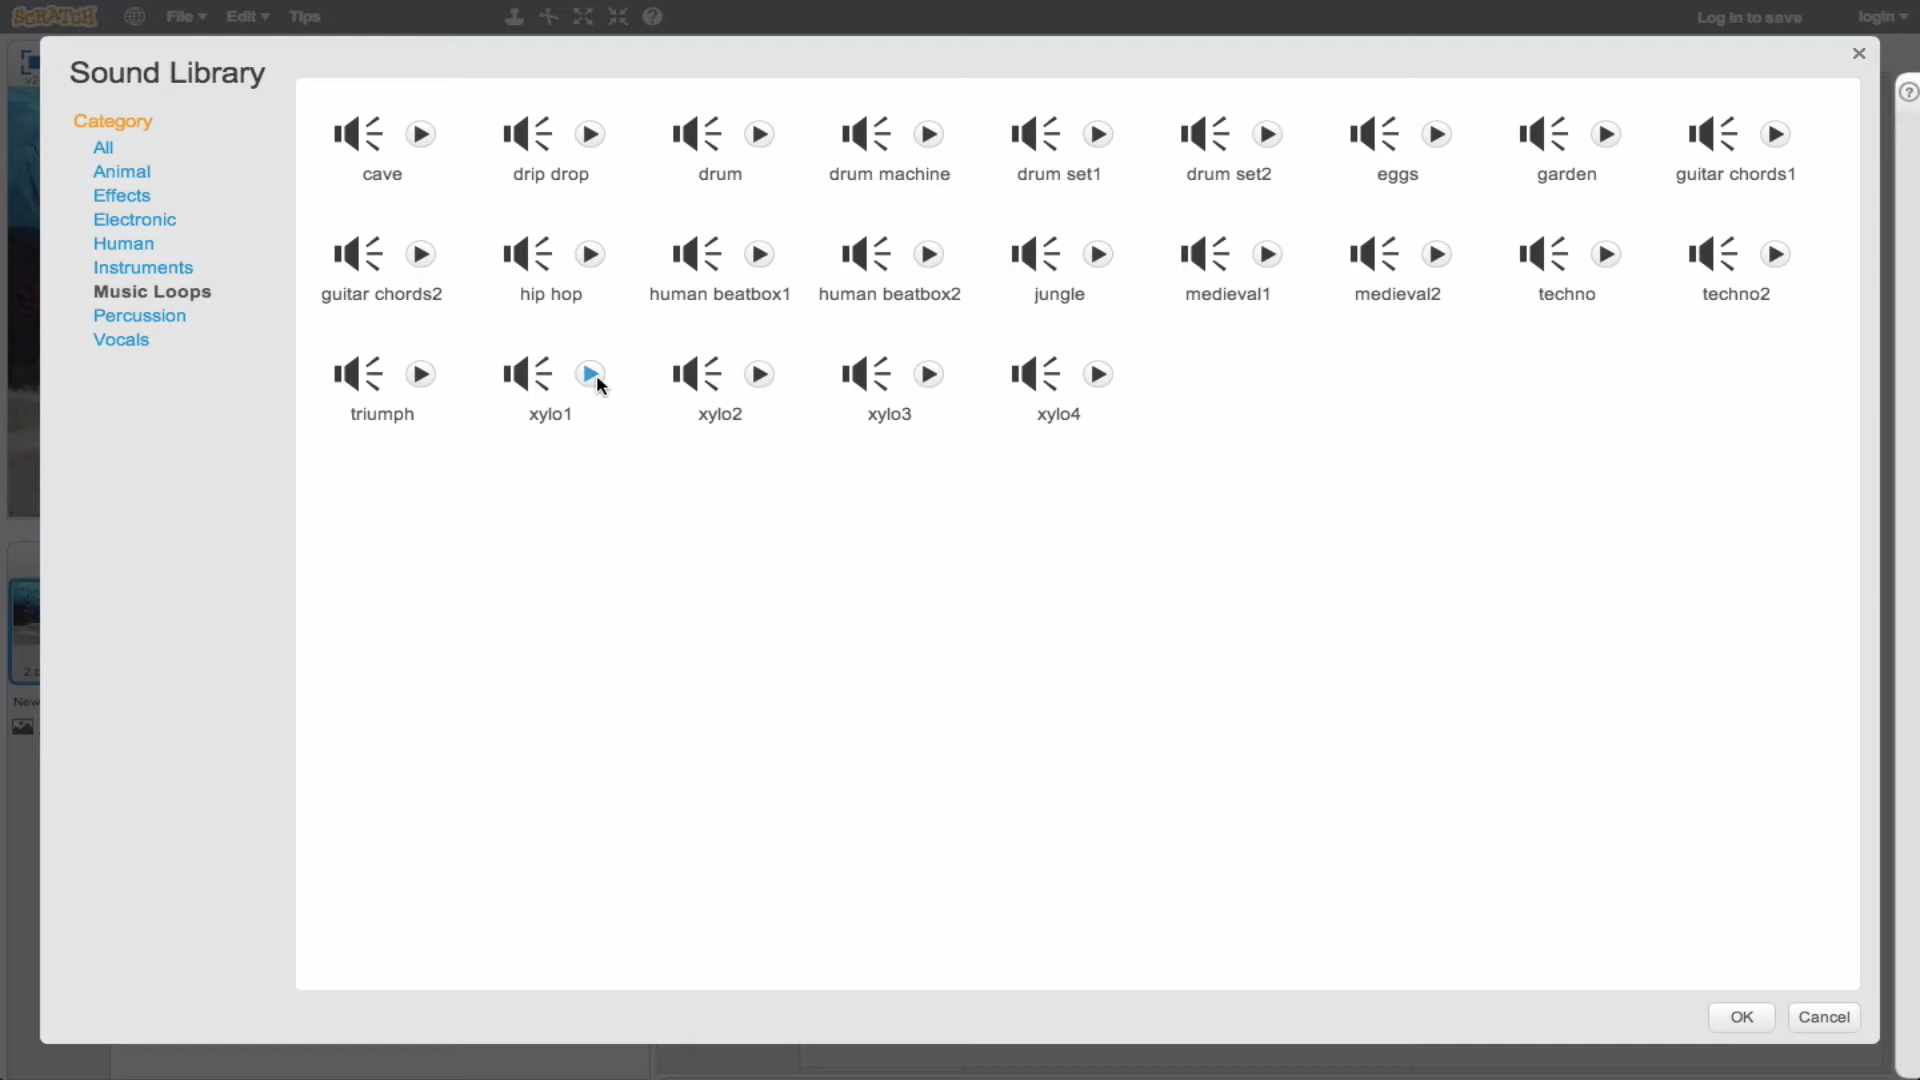 SCRATCH File Edit Tips Log in to save login
Sound Library
Category
All
Animal
Effects
Electronic
Human
Instruments
Music Loops
Percussion
Vocals
cave drip drop drum drum machine drum set1 drum set2 eggs garden guitar chords1
guitar chords2 hip hop human beatbox1 human beatbox2 jungle medieval1 medieval2 techno techno2
triumph xylo1 xylo2 xylo3 xylo4
New
OK Cancel